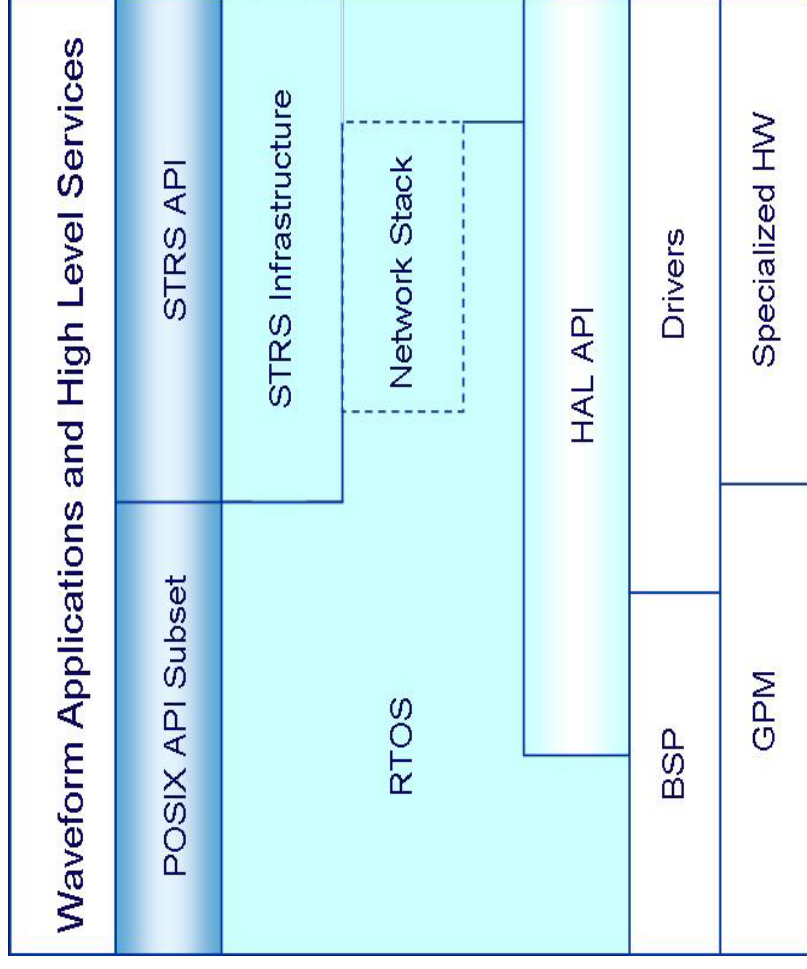 Waveform Applications and High Level Services
POSIX API Subset
STRS API
STRS Infrastructure
RTOS
Network Stack
HAL API
BSP
Drivers
GPM
Specialized HW